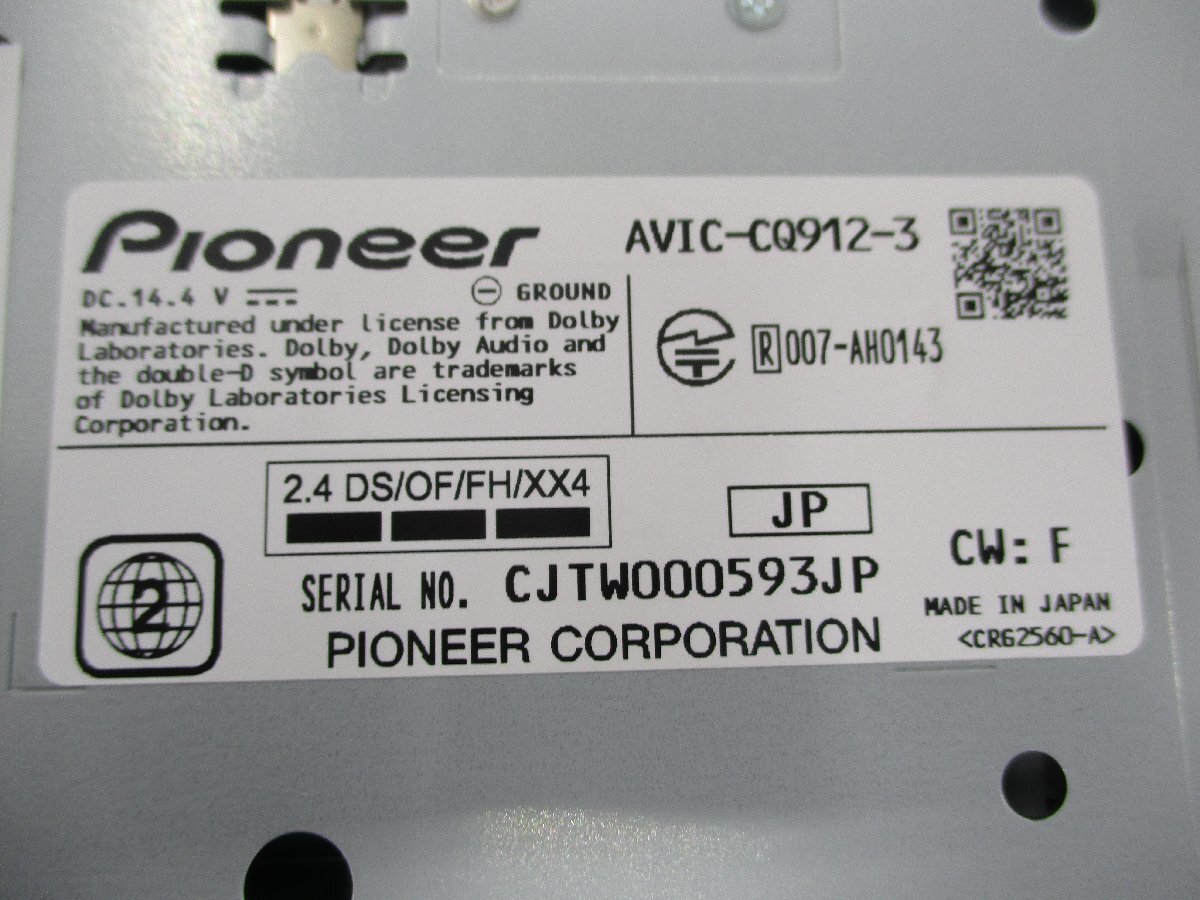 Pioneer
AVIC-CQ912-3
DC.14.4 V
GROUND
Manufactured under license from Dolby
Laboratories. Dolby, Dolby Audio and
the double-D symbol are trademarks
of Dolby Laboratories Licensing
Corporation.
R 007-AH0143
2.4 DS/OF/FH/XX4
JP
2
SERIAL NO. CJTW000593JP
CW: F
PIONEER CORPORATION
MADE IN JAPAN
<CRG2560-A>